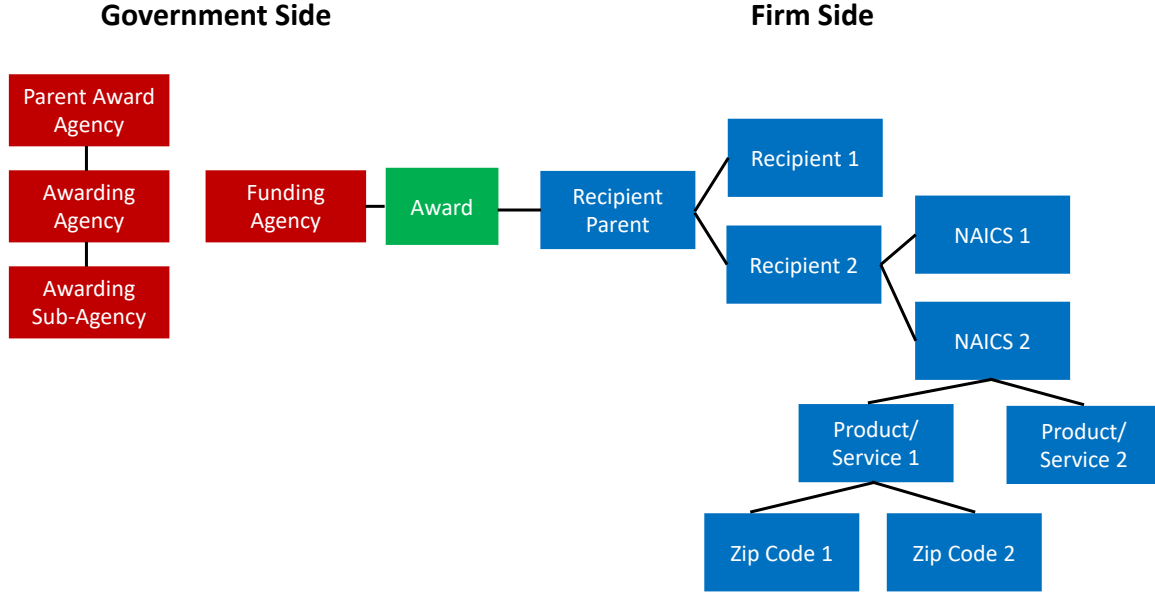 Government Side
Firm Side
Parent Award
Agency
Awarding
Agency
Awarding
Sub-Agency
Funding
Agency
Award
Recipient
Parent
Recipient 1
Recipient 2
NAICS 1
NAICS 2
Product/
Service 1
Product/
Service 2
Zip Code 1
Zip Code 2